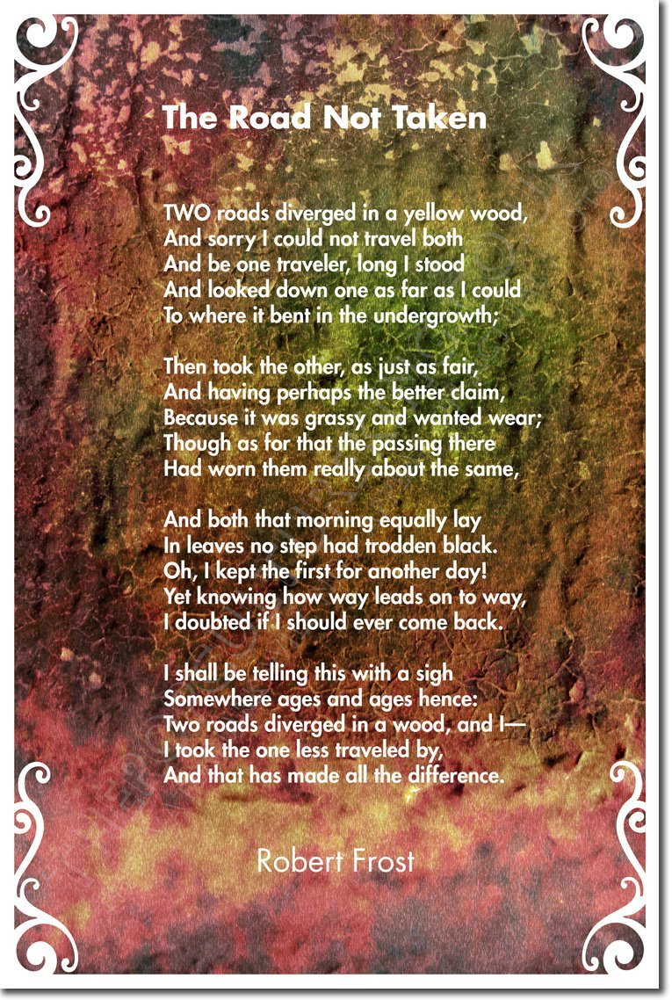 The Road Not Taken
TWO roads diverged in a yellow wood,
And sorry I could not travel both
And be one traveler, long I stood
And looked down one as far as I could
To where it bent in the undergrowth;
Then took the other, as just as fair,
And having perhaps the better claim,
Because it was grassy and wanted wear;
Though as for that the passing there
Had worn them really about the same,
And both that morning equally lay
In leaves no step had trodden black.
Oh, I kept the first for another day!
Yet knowing how way leads on to way,
I doubted if I should ever come back.
I shall be telling this with a sigh
Somewhere ages and ages hence:
Two roads diverged in a wood, and I—
I took the one less traveled by,
And that has made all the difference.
Robert Frost